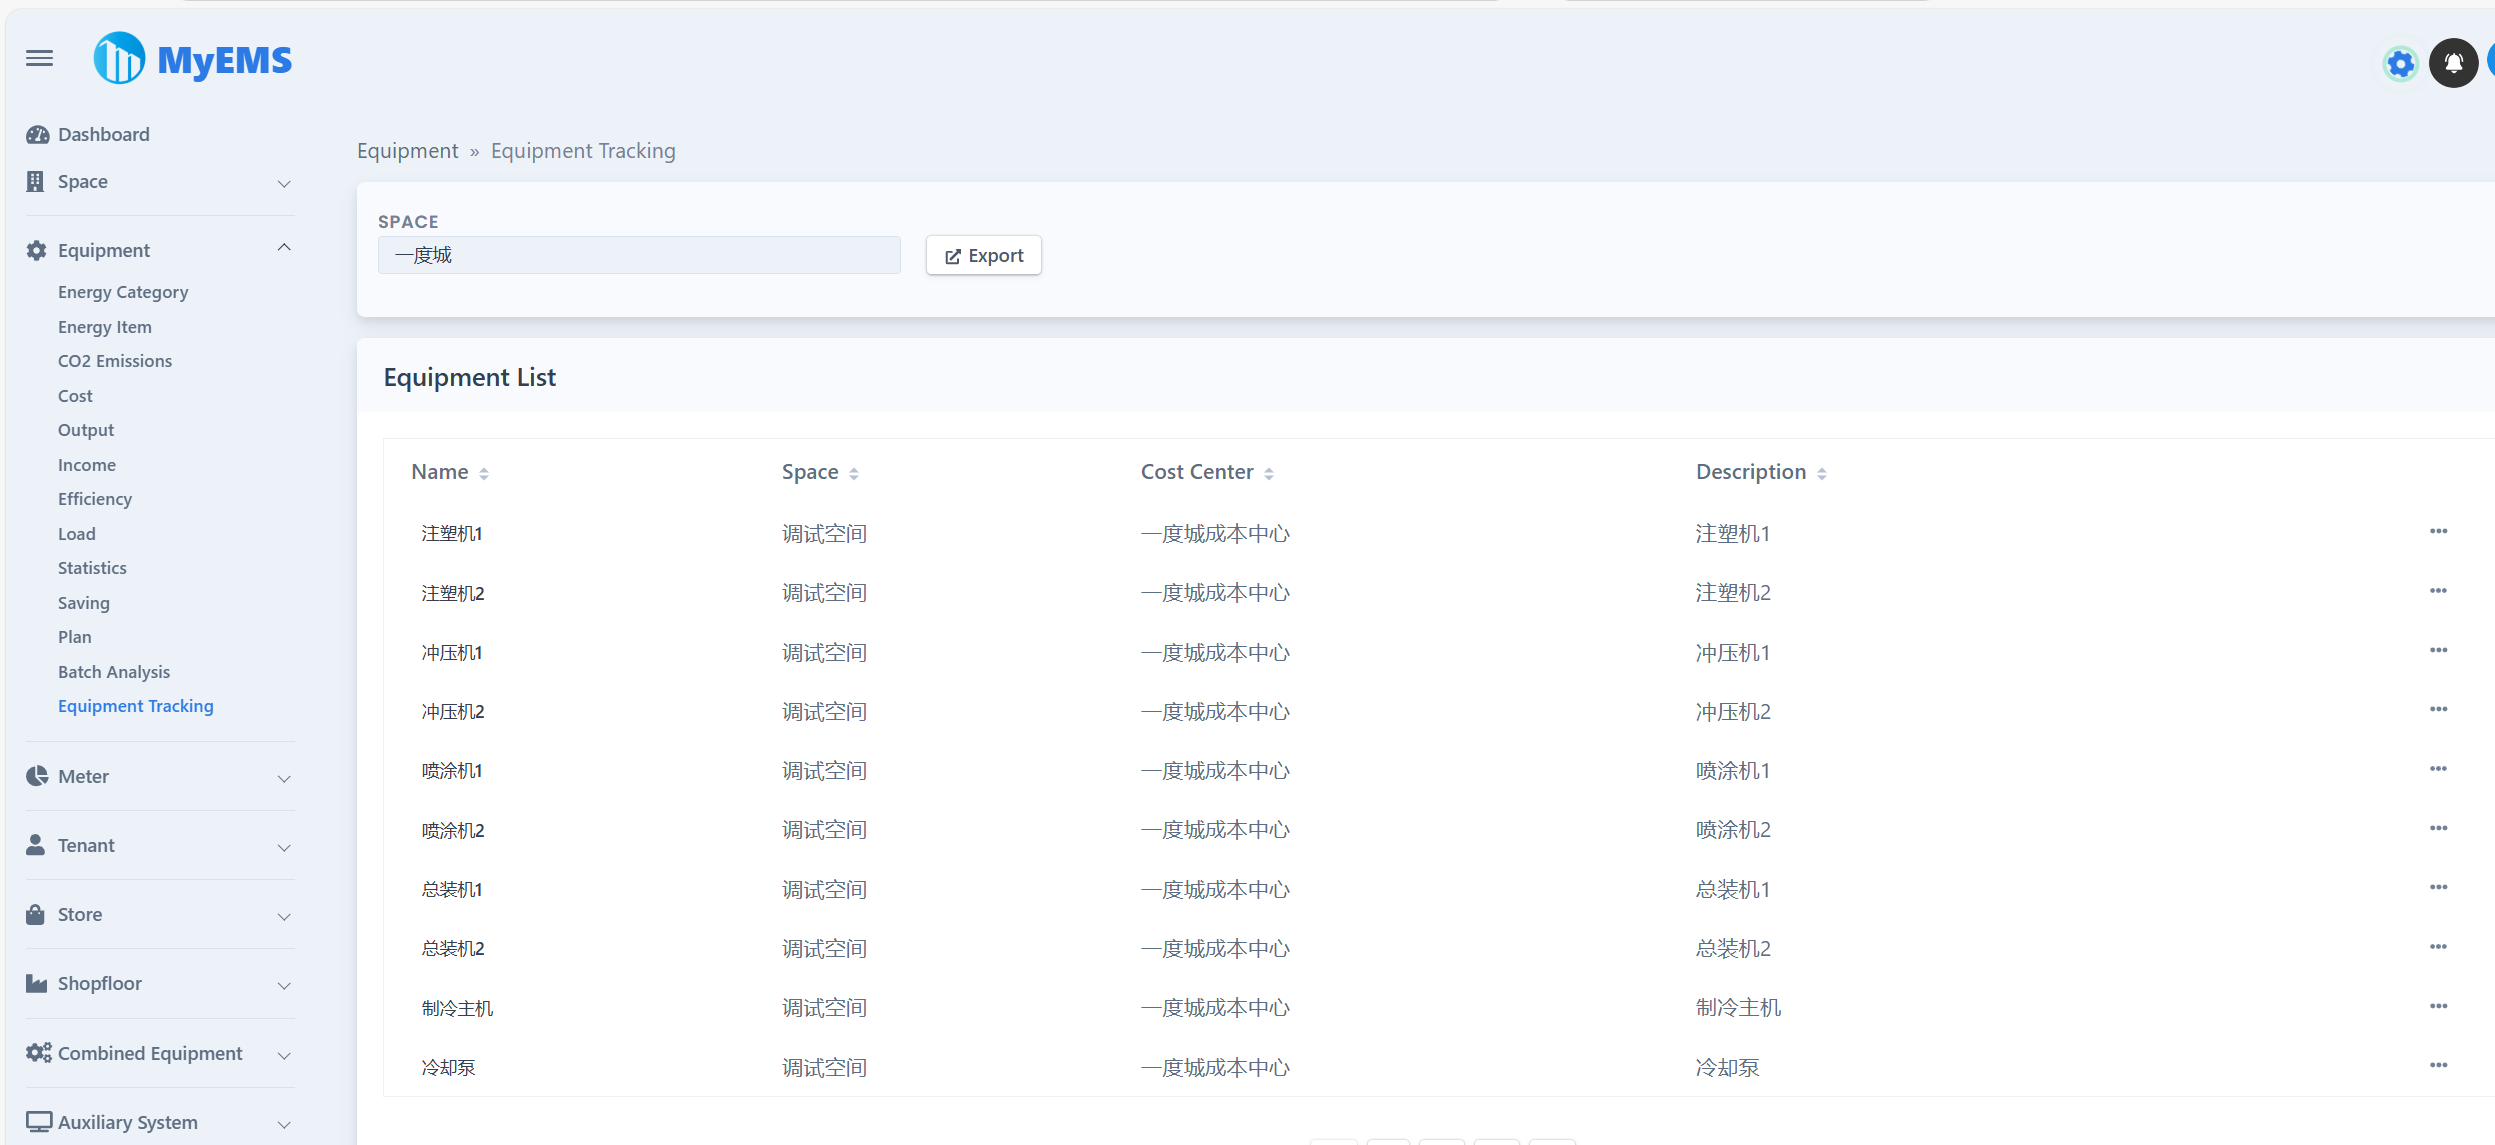 MyEMS
Dashboard
Space
Equipment
Energy Category
Energy Item
CO2 Emissions
Cost
Output
Income
Efficiency
Load
Statistics
Saving
Plan
Batch Analysis
Equipment Tracking
Meter
Tenant
Store
Shopfloor
Combined Equipment
Auxiliary System
Equipment » Equipment Tracking
SPACE
一度城 Export
Equipment List
Name Space Cost Center Description
注塑机1 调试空间 一度城成本中心 注塑机1 •••
注塑机2 调试空间 一度城成本中心 注塑机2 •••
冲压机1 调试空间 一度城成本中心 冲压机1 •••
冲压机2 调试空间 一度城成本中心 冲压机2 •••
喷涂机1 调试空间 一度城成本中心 喷涂机1 •••
喷涂机2 调试空间 一度城成本中心 喷涂机2 •••
总装机1 调试空间 一度城成本中心 总装机1 •••
总装机2 调试空间 一度城成本中心 总装机2 •••
制冷主机 调试空间 一度城成本中心 制冷主机 •••
冷却泵 调试空间 一度城成本中心 冷却泵 •••